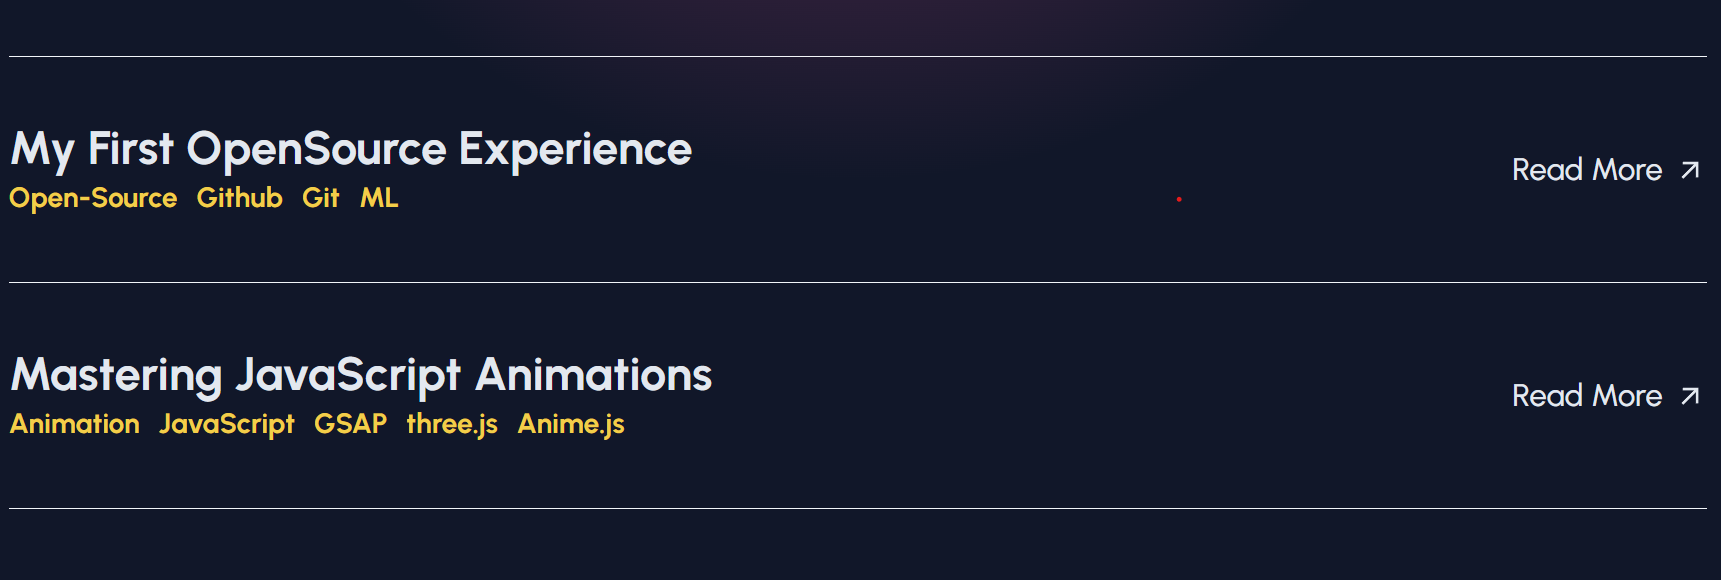 My First OpenSource Experience
Open-Source Github Git ML
Read More
Mastering JavaScript Animations
Animation JavaScript GSAP three.js Anime.js
Read More